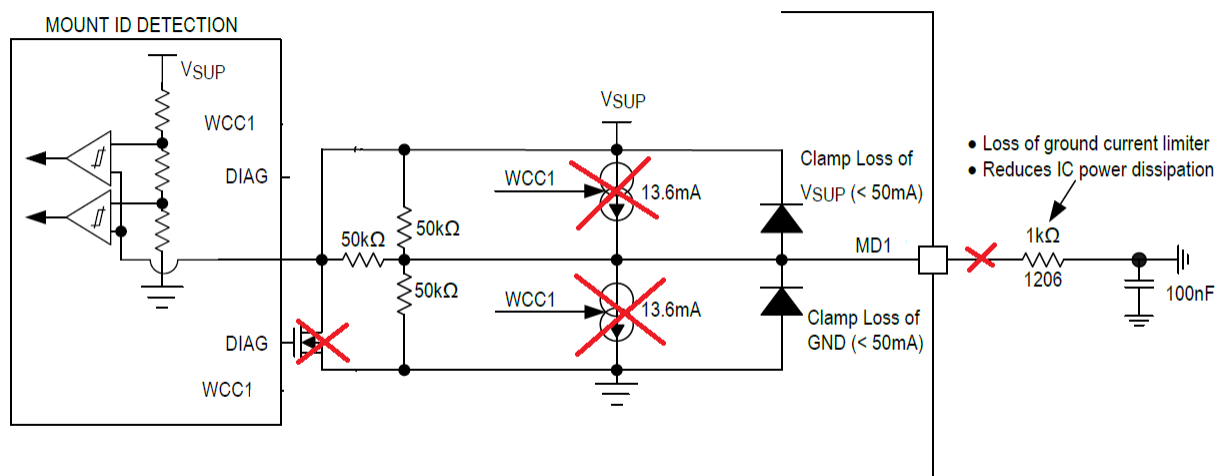 MOUNT ID DETECTION
VSUP
WCC1
DIAG
DIAG
WCC1
50kΩ
50kΩ
50kΩ
VSUP
WCC1
13.6mA
WCC1
13.6mA
Clamp Loss of
VSUP (< 50mA)
MD1
Clamp Loss of
GND (< 50mA)
• Loss of ground current limiter
• Reduces IC power dissipation
1kΩ
1206
100nF